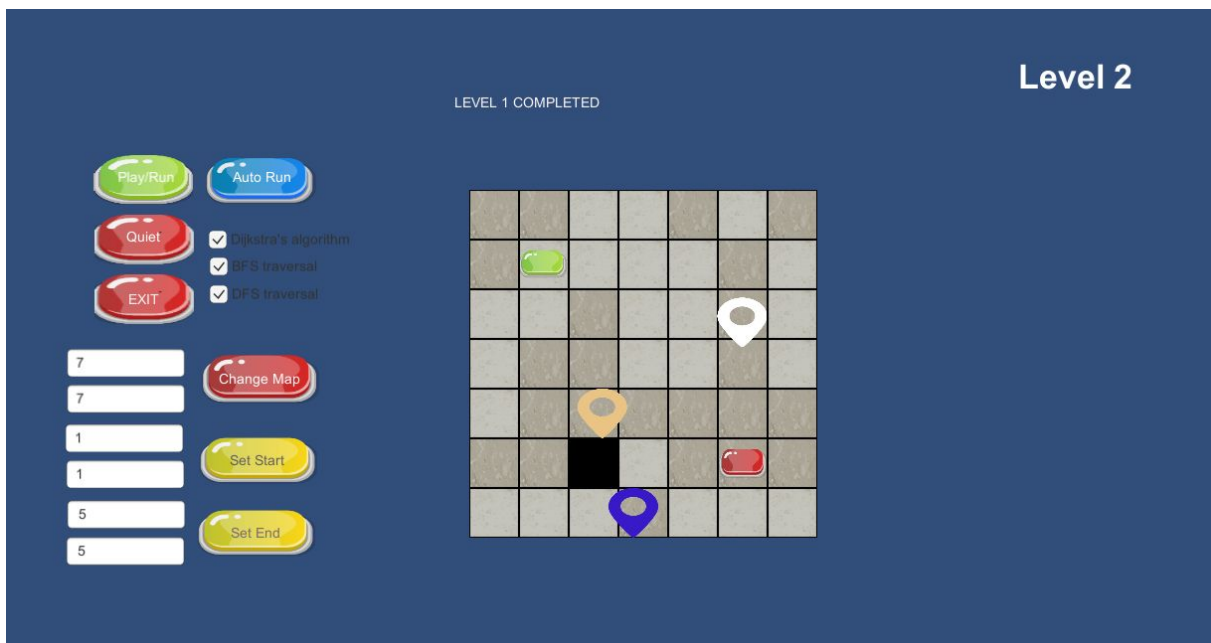 Level 2
LEVEL 1 COMPLETED
Play/Run
Auto Run
Quiet
Dijkstra's algorithm
BFS traversal
EXIT
DFS traversal
7
Change Map
7
1
Set Start
1
5
Set End
5